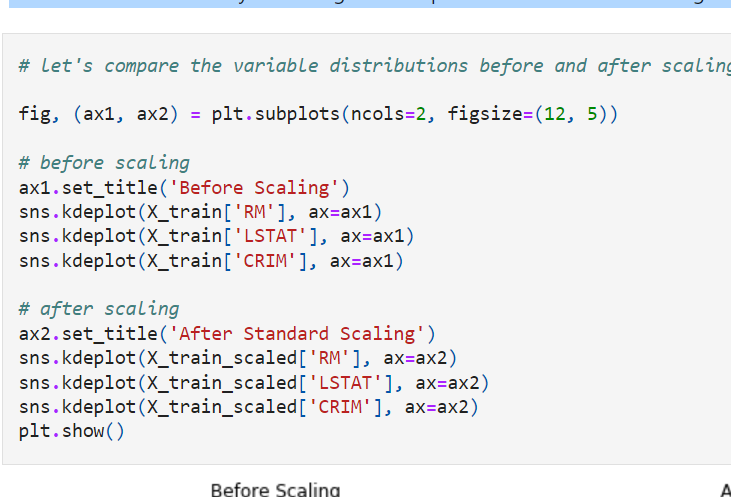 # let's compare the variable distributions before and after scaling
fig, (ax1, ax2) = plt.subplots(ncols=2, figsize=(12, 5))
# before scaling
ax1.set_title('Before Scaling')
sns.kdeplot(X_train['RM'], ax=ax1)
sns.kdeplot(X_train['LSTAT'], ax=ax1)
sns.kdeplot(X_train['CRIM'], ax=ax1)
# after scaling
ax2.set_title('After Standard Scaling')
sns.kdeplot(X_train_scaled['RM'], ax=ax2)
sns.kdeplot(X_train_scaled['LSTAT'], ax=ax2)
sns.kdeplot(X_train_scaled['CRIM'], ax=ax2)
plt.show()
Before Scaling